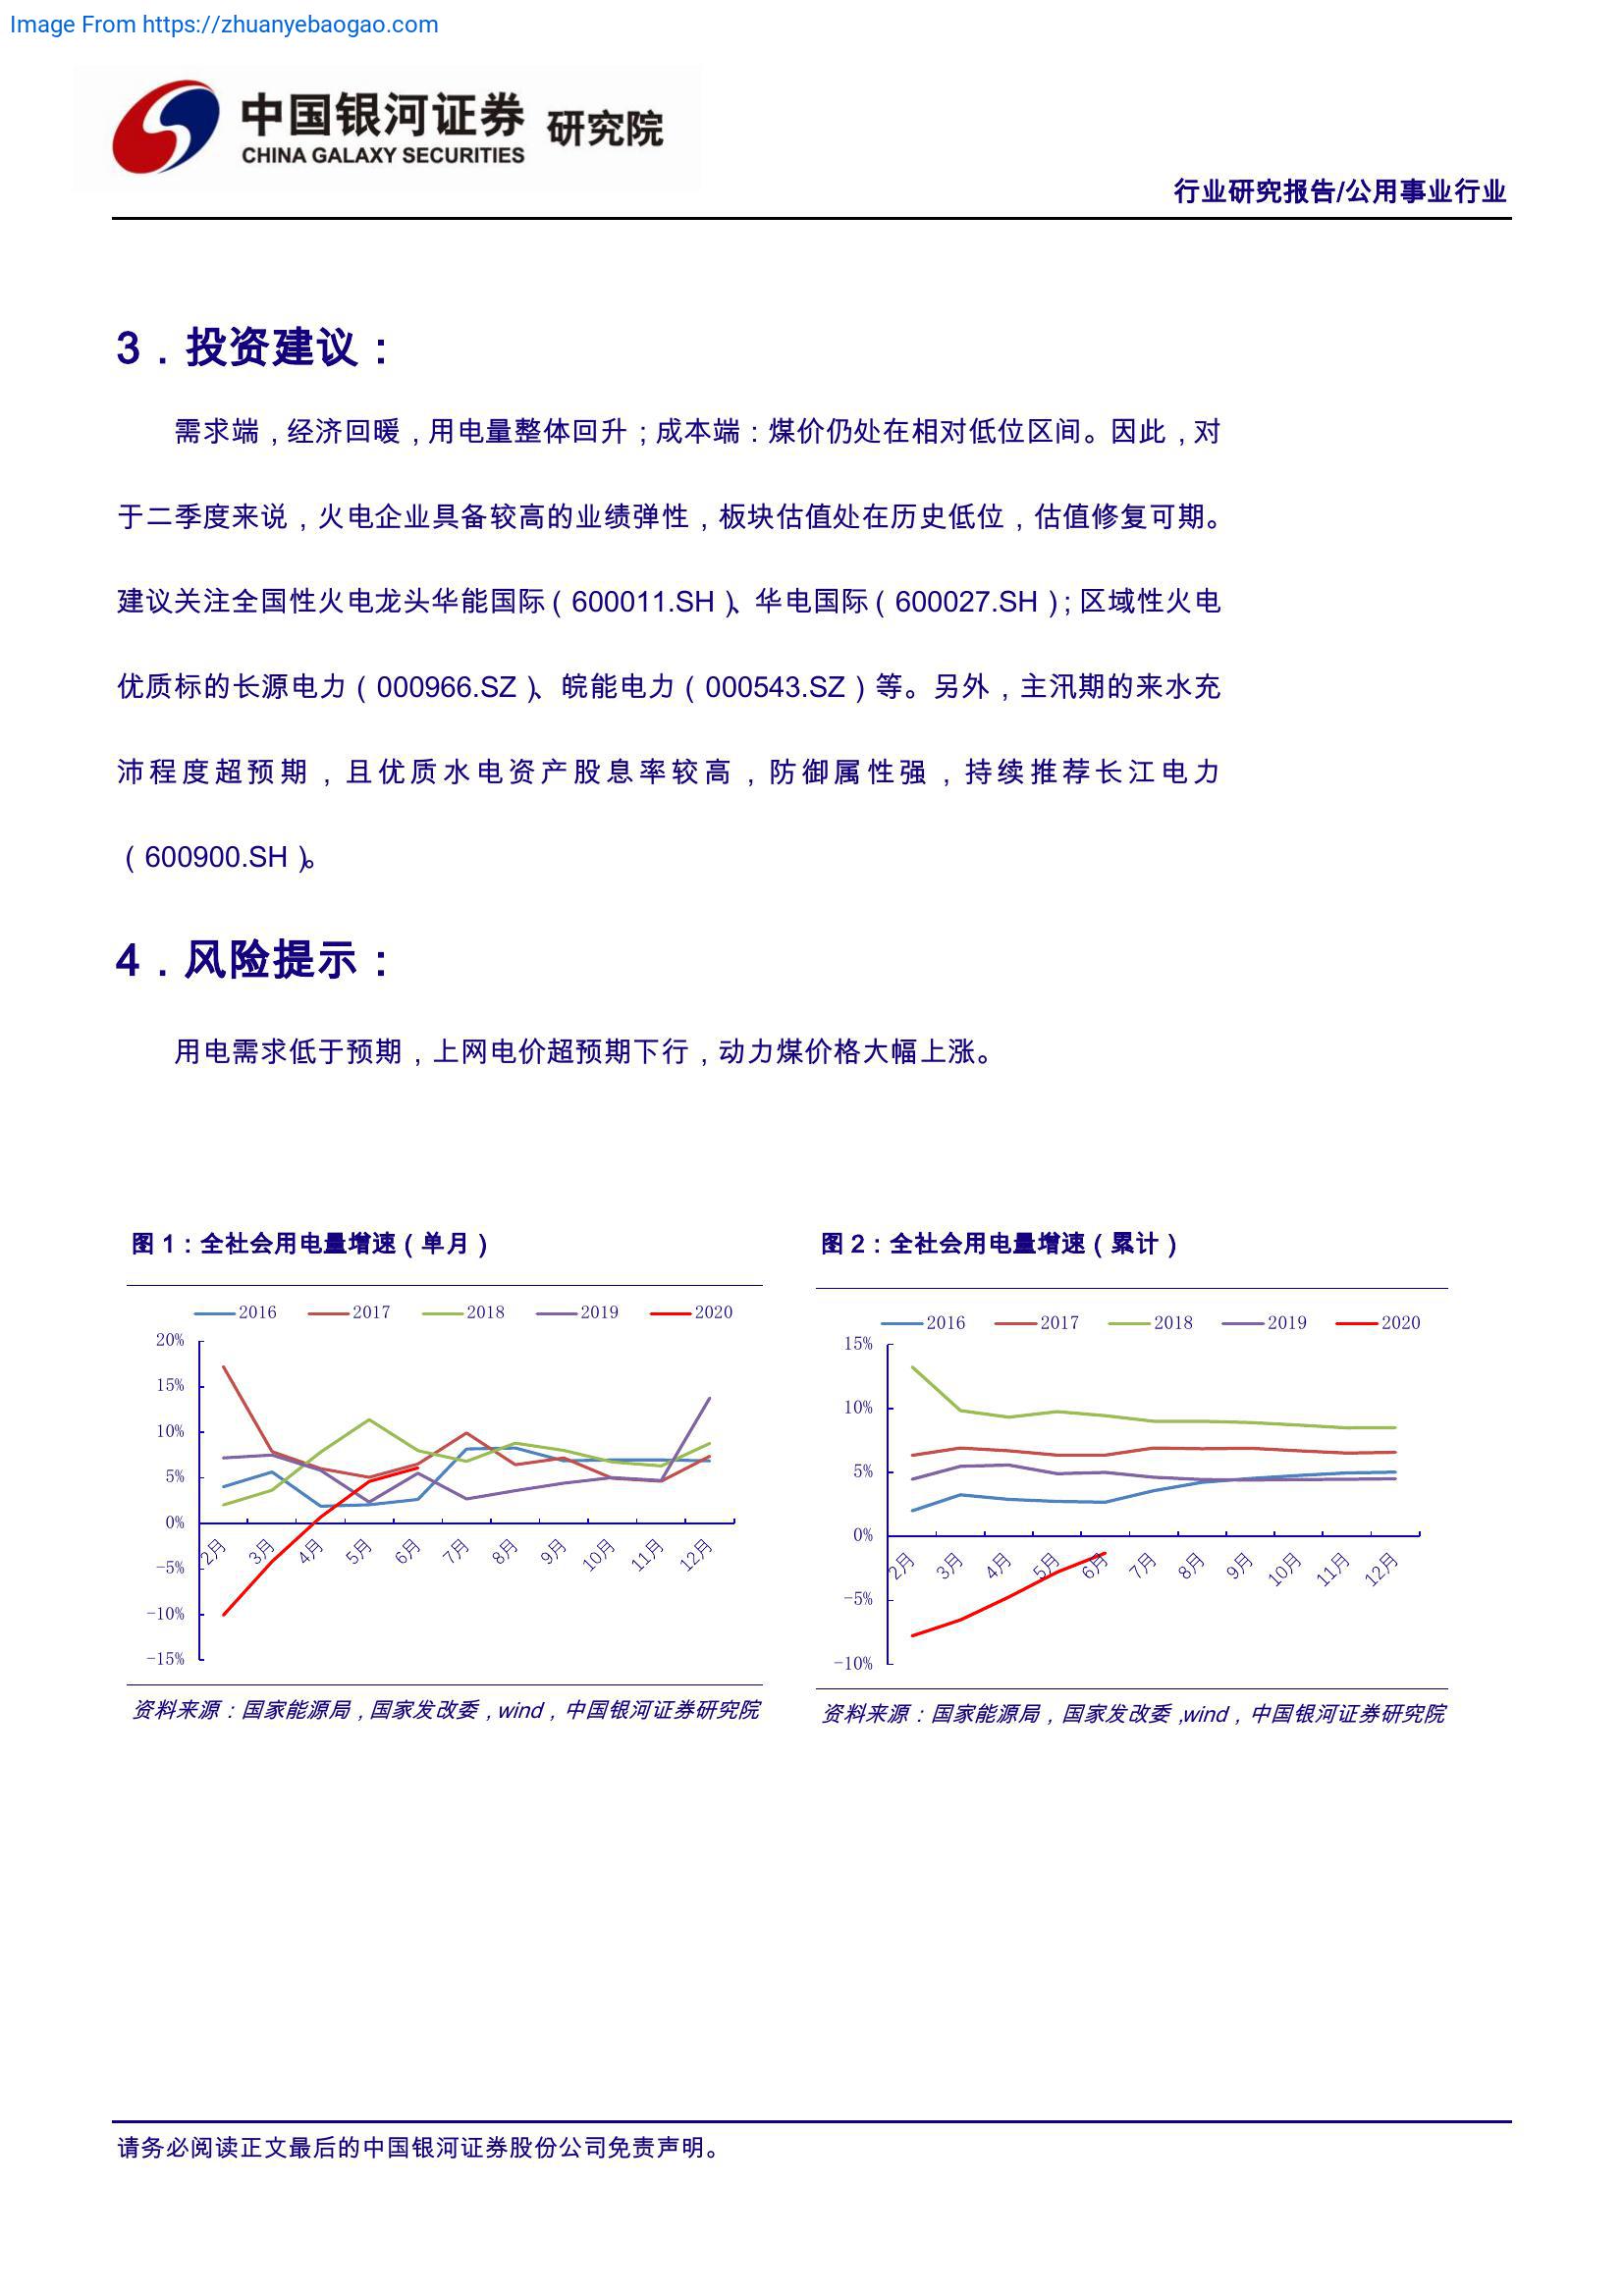 Image From https://zhuanyebaogao.com
中国银河证券 研究院
CHINA GALAXY SECURITIES
行业研究报告/公用事业行业
3．投资建议：
需求端，经济回暖，用电量整体回升；成本端：煤价仍处在相对低位区间。因此，对
于二季度来说，火电企业具备较高的业绩弹性，板块估值处在历史低位，估值修复可期。
建议关注全国性火电龙头华能国际（600011.SH）、华电国际（600027.SH）；区域性火电
优质标的长源电力（000966.SZ）、皖能电力（000543.SZ）等。另外，主汛期的来水充
沛程度超预期，且优质水电资产股息率较高，防御属性强，持续推荐长江电力
（600900.SH）。
4．风险提示：
用电需求低于预期，上网电价超预期下行，动力煤价格大幅上涨。
图 1：全社会用电量增速（单月）
2016 2017 2018 2019 2020
20%
15%
10%
5%
0%
-5%
-10%
-15%
2月 3月 4月 5月 6月 7月 8月 9月 10月 11月 12月
资料来源：国家能源局，国家发改委，wind，中国银河证券研究院
图 2：全社会用电量增速（累计）
2016 2017 2018 2019 2020
15%
10%
5%
0%
-5%
-10%
2月 3月 4月 5月 6月 7月 8月 9月 10月 11月 12月
资料来源：国家能源局，国家发改委,wind，中国银河证券研究院
请务必阅读正文最后的中国银河证券股份公司免责声明。